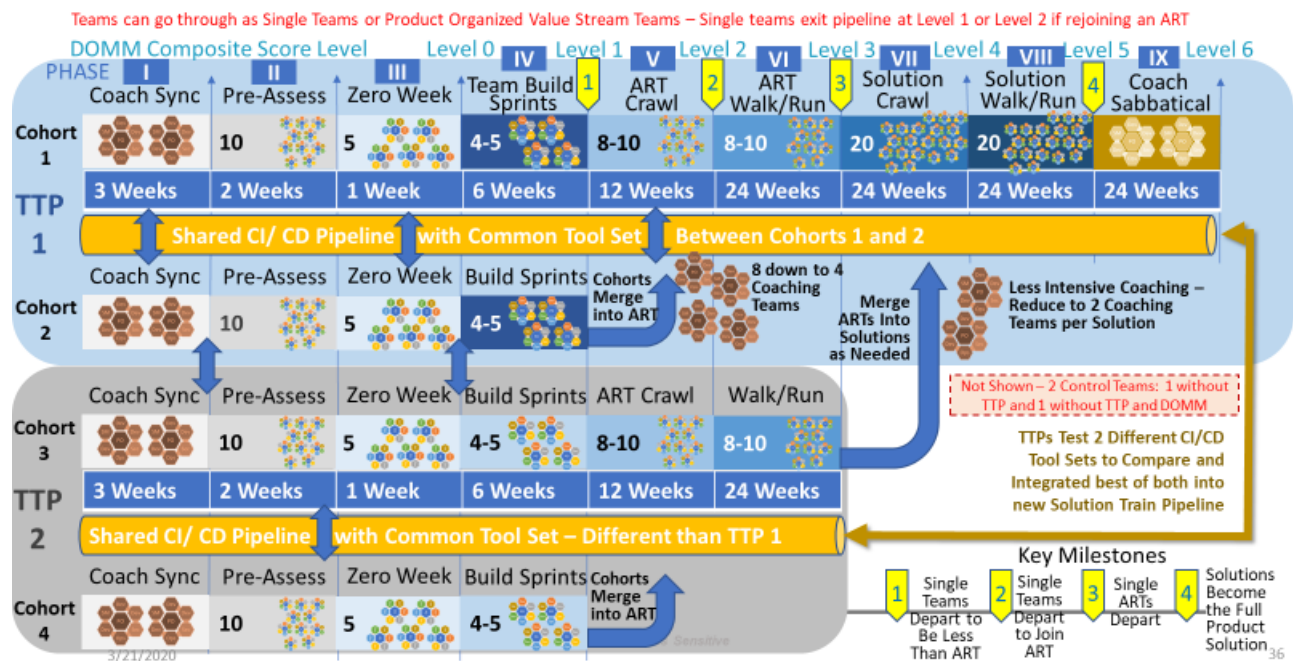 Teams can go through as Single Teams or Product Organized Value Stream Teams – Single teams exit pipeline at Level 1 or Level 2 if rejoining an ART
DOMM Composite Score Level Level 0 Level 1 Level 2 Level 3 Level 4 Level 5 Level 6
PHASE I II III IV V VI VII VIII IX
Coach Sync
Pre-Assess
Zero Week
Team Build
Sprints
1
ART
Crawl
2
ART
Walk/Run
3
Solution
Crawl
Solution
Walk/Run
4
Coach
Sabbatical
Cohort
1
10
5
4-5
8-10
8-10
20
20
3 Weeks 2 Weeks 1 Week 6 Weeks 12 Weeks 24 Weeks 24 Weeks 24 Weeks 24 Weeks
TTP
1
Shared CI/ CD Pipeline with Common Tool Set Between Cohorts 1 and 2
Coach Sync Pre-Assess Zero Week Build Sprints
Cohort
2
10
5
4-5
Cohorts
Merge
into ART
8 down to 4
Coaching
Teams
Merge
ARTs Into
Solutions
as Needed
Less Intensive Coaching –
Reduce to 2 Coaching
Teams per Solution
Coach Sync Pre-Assess Zero Week Build Sprints ART Crawl Walk/Run
Cohort
3
10
5
4-5
8-10
8-10
Not Shown – 2 Control Teams: 1 without
TTP and 1 without TTP and DOMM
TTPs Test 2 Different CI/CD
Tool Sets to Compare and
Integrated best of both into
new Solution Train Pipeline
3 Weeks 2 Weeks 1 Week 6 Weeks 12 Weeks 24 Weeks
TTP
2
Shared CI/ CD Pipeline with Common Tool Set – Different than TTP 1
Coach Sync Pre-Assess Zero Week Build Sprints
Cohort
4
10
5
4-5
Cohorts
Merge
into ART
Key Milestones
1
Single
Teams
Depart to
Be Less
Than ART
2
Single
Teams
Depart
to Join
ART
3
Single
ARTs
Depart
4
Solutions
Become
the Full
Product
Solution
3/21/2020
Sensitive
36